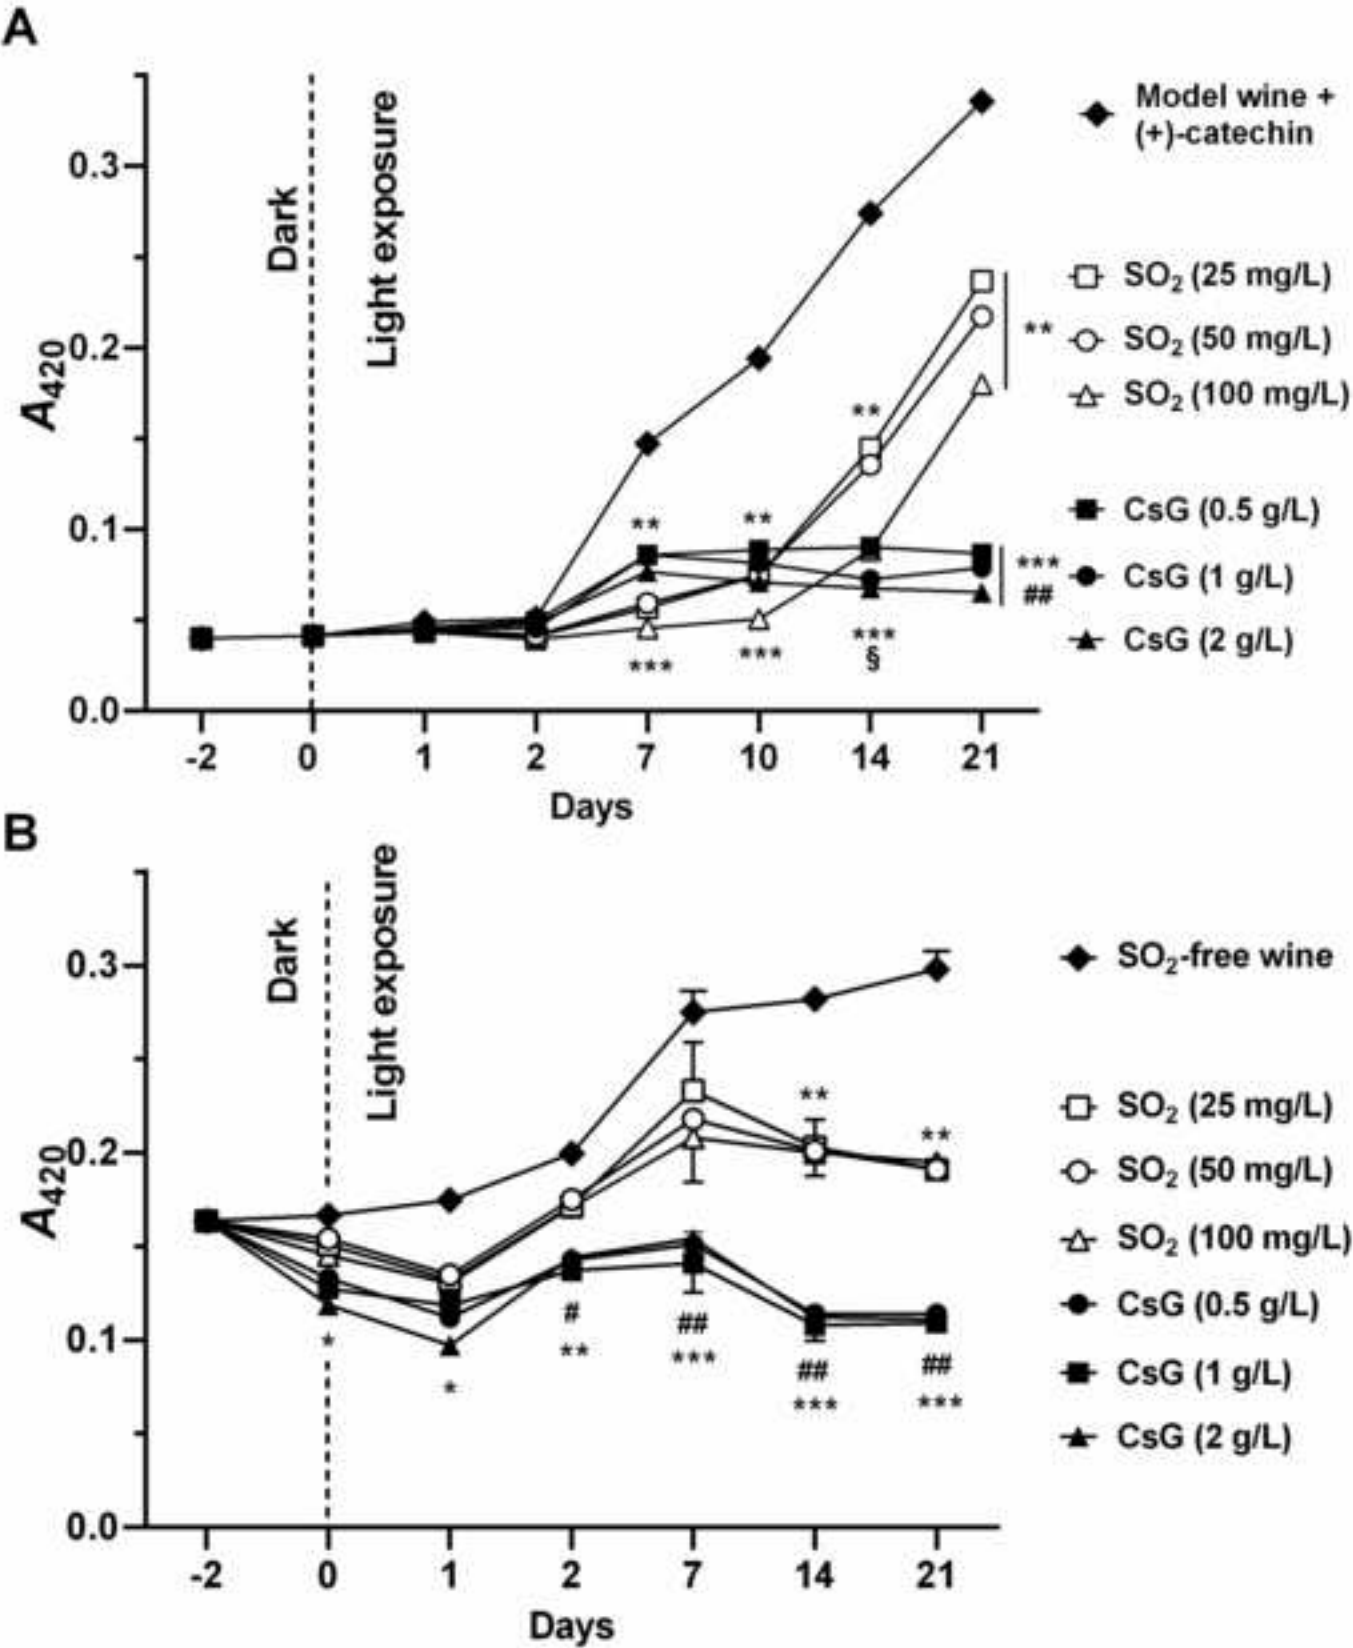 A
Dark
Light exposure
A420
0.3
0.2
0.1
0.0
**
**
**
**
***
***
***
§
***
##
-2 0 1 2 7 10 14 21
Days
Model wine +
(+)-catechin
SO2 (25 mg/L)
SO2 (50 mg/L)
SO2 (100 mg/L)
CsG (0.5 g/L)
CsG (1 g/L)
CsG (2 g/L)
B
Dark
Light exposure
A420
0.3
0.2
0.1
0.0
**
**
*
*
#
**
##
***
##
***
##
***
-2 0 1 2 7 14 21
Days
SO2-free wine
SO2 (25 mg/L)
SO2 (50 mg/L)
SO2 (100 mg/L)
CsG (0.5 g/L)
CsG (1 g/L)
CsG (2 g/L)